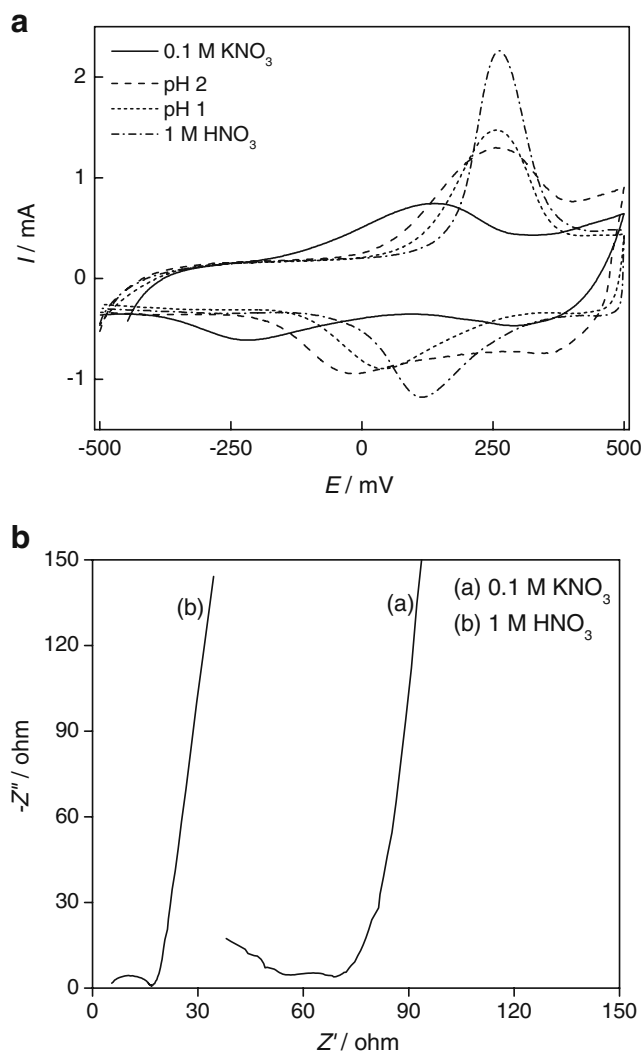 a
0.1 M KNO₃
pH 2
pH 1
1 M HNO₃
2
1
0
-1
I / mA
-500
-250
0
250
500
E / mV
b
150
120
90
60
30
0
-Z" / ohm
(b)
(a)
(a) 0.1 M KNO₃
(b) 1 M HNO₃
0
30
60
90
120
150
Z' / ohm